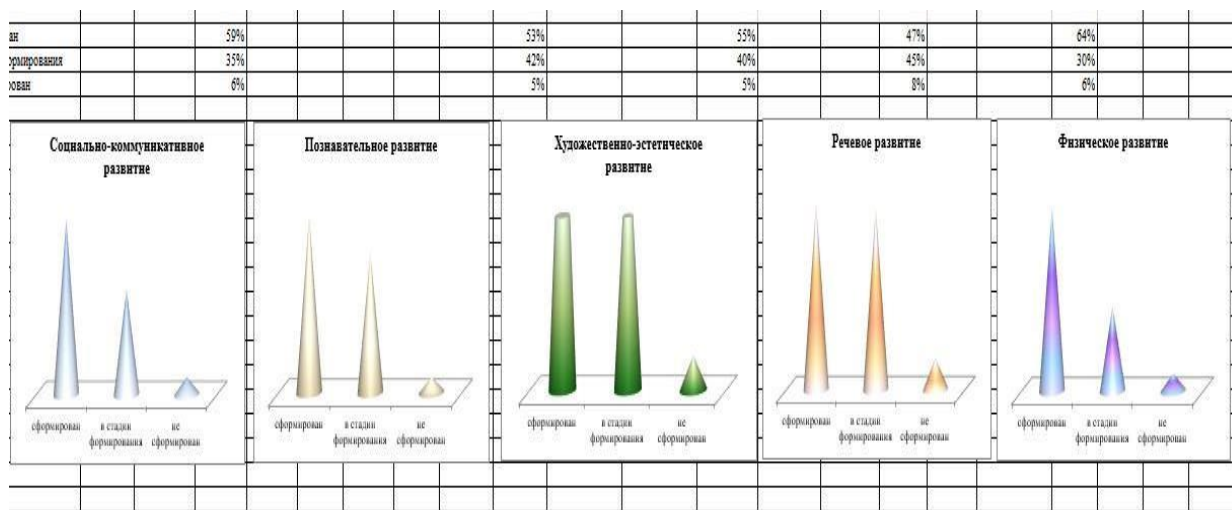 ан 59% 53% 55% 47% 64%
ормирования 35% 42% 40% 45% 30%
рован 6% 5% 5% 8% 6%
Социально-коммуникативное
развитие
сформирован в стадии
формирования не
сформирован
Познавательное развитие
сформирован в стадии
формирования не
сформирован
Художественно-эстетическое
развитие
сформирован в стадии
формирования не
сформирован
Речевое развитие
сформирован в стадии
формирования не
сформирован
Физическое развитие
сформирован в стадии
формирования не
сформирован